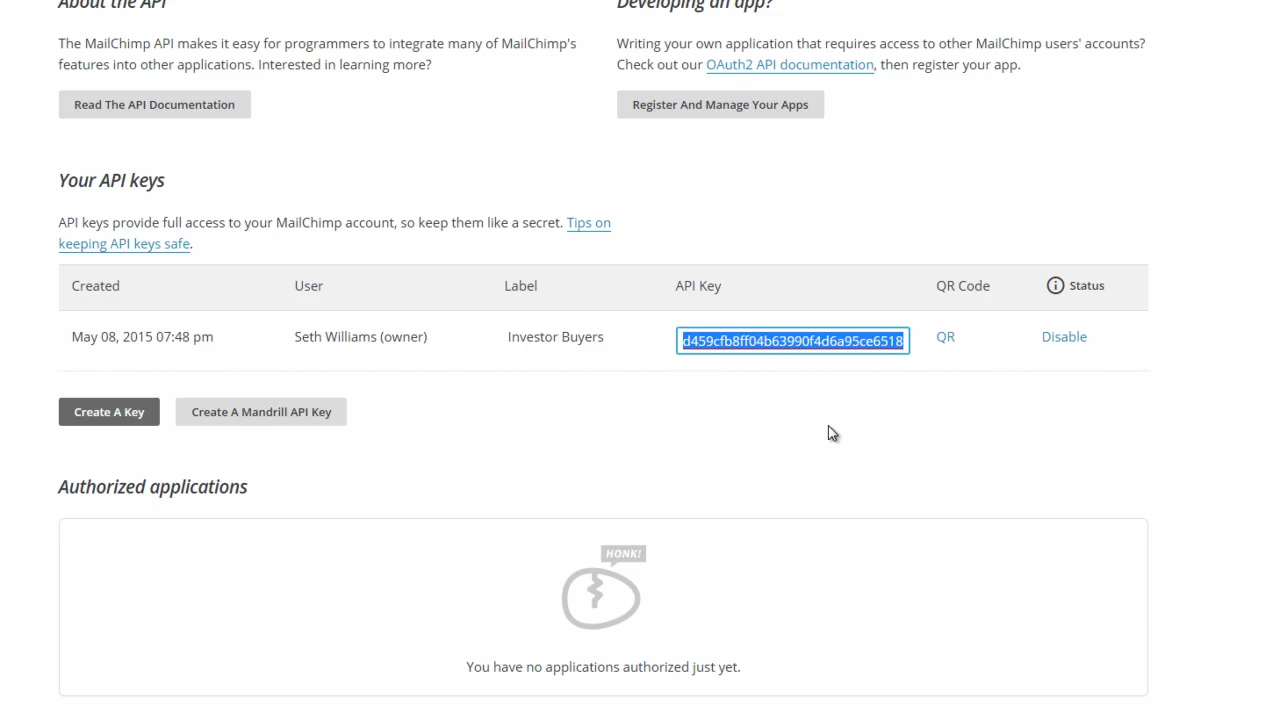 About the API
The MailChimp API makes it easy for programmers to integrate many of MailChimp's
features into other applications. Interested in learning more?
Read The API Documentation
Developing an app?
Writing your own application that requires access to other MailChimp users' accounts?
Check out our OAuth2 API documentation, then register your app.
Register And Manage Your Apps
Your API keys
API keys provide full access to your MailChimp account, so keep them like a secret. Tips on
keeping API keys safe.
Created User Label API Key QR Code Status
May 08, 2015 07:48 pm Seth Williams (owner) Investor Buyers d459cfb8ff04b63990f4d6a95ce6518 QR Disable
Create A Key Create A Mandrill API Key
Authorized applications
HONK!
You have no applications authorized just yet.